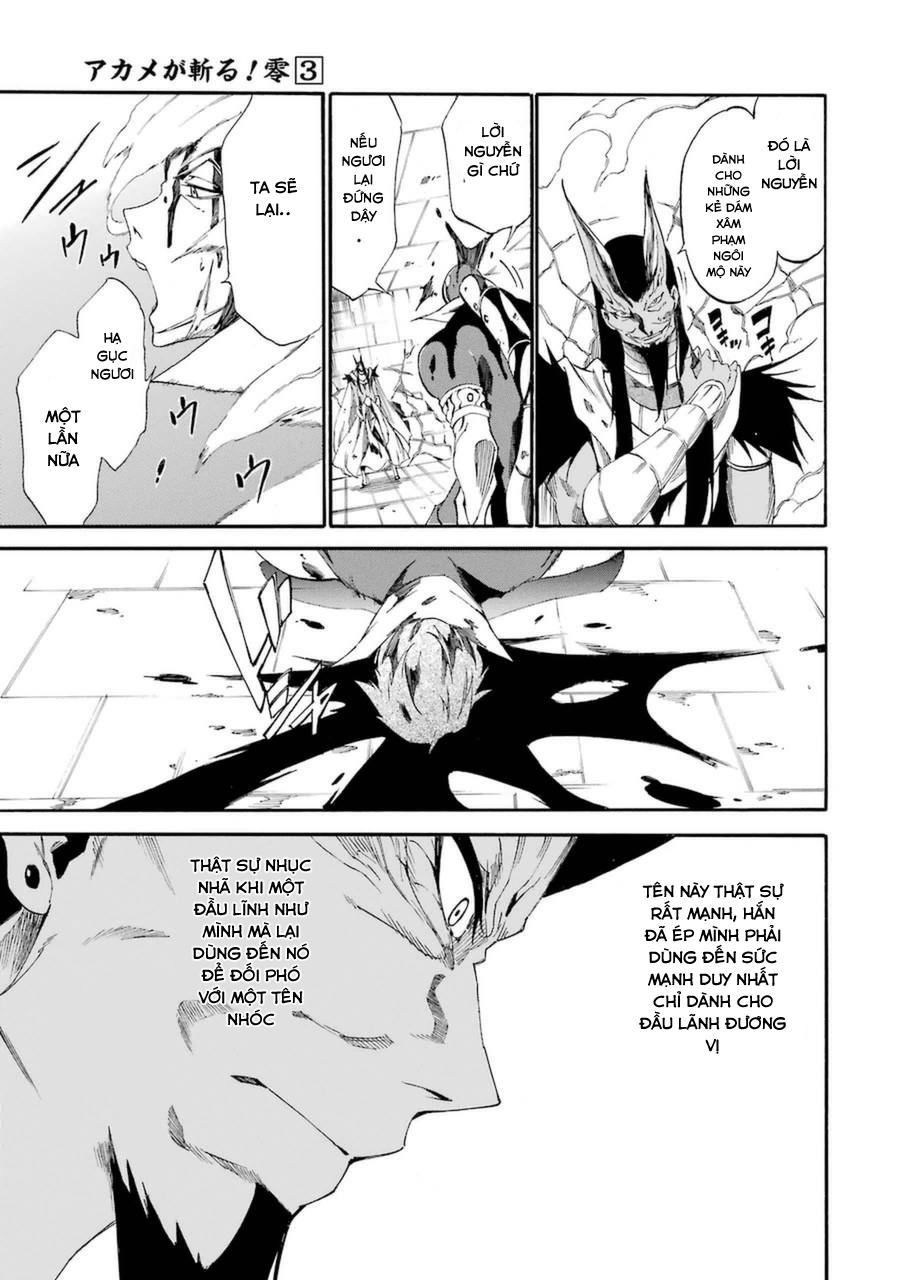 アカメが斬る!零 3
ĐÓ LÀ
LỜI
NGUYỀN
DÀNH
CHO
NHỮNG
KẺ DÁM
XÂM
PHẠM
NGÔI
MỘ NÀY
LỜI
NGUYỀN
GÌ CHỨ
NẾU
NGƯƠI
LẠI
ĐỨNG
DẬY
.
TA SẼ
LẠI..
HẠ
GỤC
NGƯƠI
MỘT
LẦN
NỮA
ウ
ウ
ウ
TÊN NÀY THẬT SỰ
RẤT MẠNH, HẮN
ĐÃ ÉP MÌNH PHẢI
DÙNG ĐẾN SỨC
MẠNH DUY NHẤT
CHỈ DÀNH CHO
ĐẦU LÃNH ĐƯƠNG
VỊ
THẬT SỰ NHỤC
NHÃ KHI MỘT
ĐẦU LĨNH NHƯ
MÌNH MÀ LẠI
DÙNG ĐẾN NÓ
ĐỂ ĐỐI PHÓ
VỚI MỘT TÊN
NHÓC